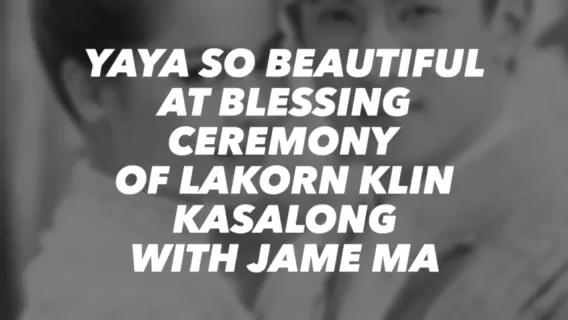 YAYA SO BEAUTIFUL
AT BLESSING
CEREMONY
OF LAKORN KLIN
KASALONG
WITH JAME MA